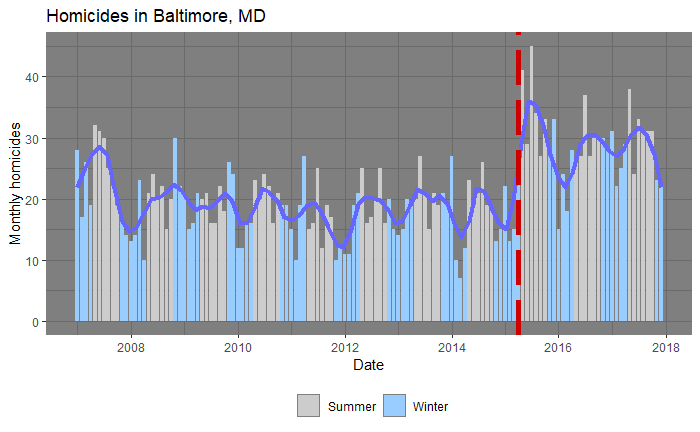 Homicides in Baltimore, MD
Monthly homicides
40
30
20
10
0
2008 2010 2012 2014 2016 2018
Date
Summer Winter